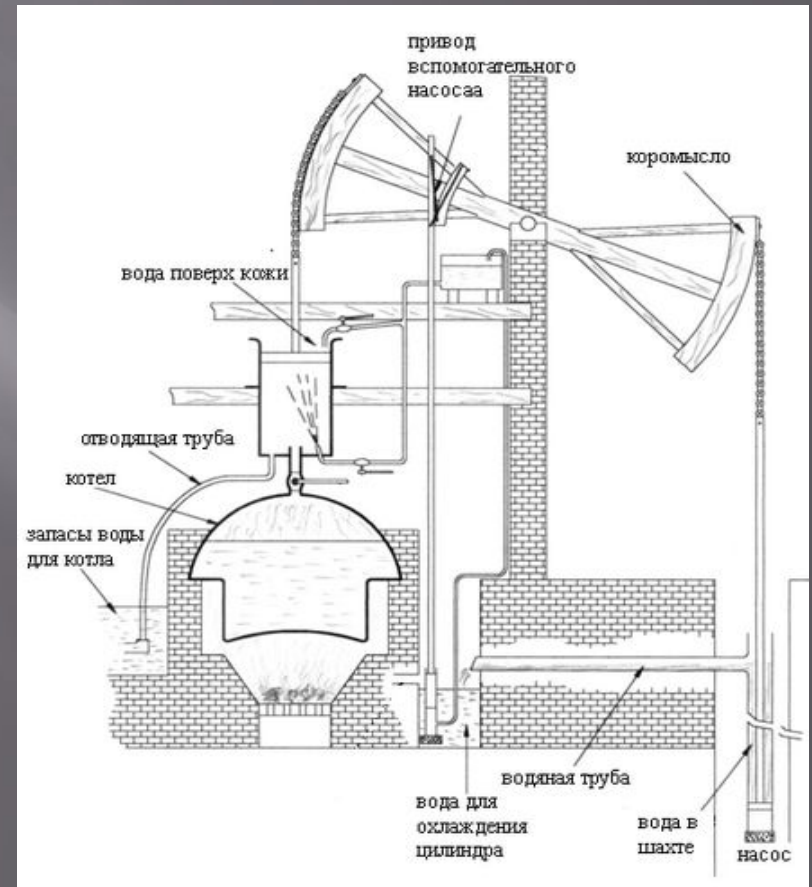 привод
вспомогательного
насосаа
коромысло
вода поверх кожи
отводящая труба
котел
запасы воды
для котла
водяная труба
вода для
охлаждения
цилиндра
вода в
шахте
насос